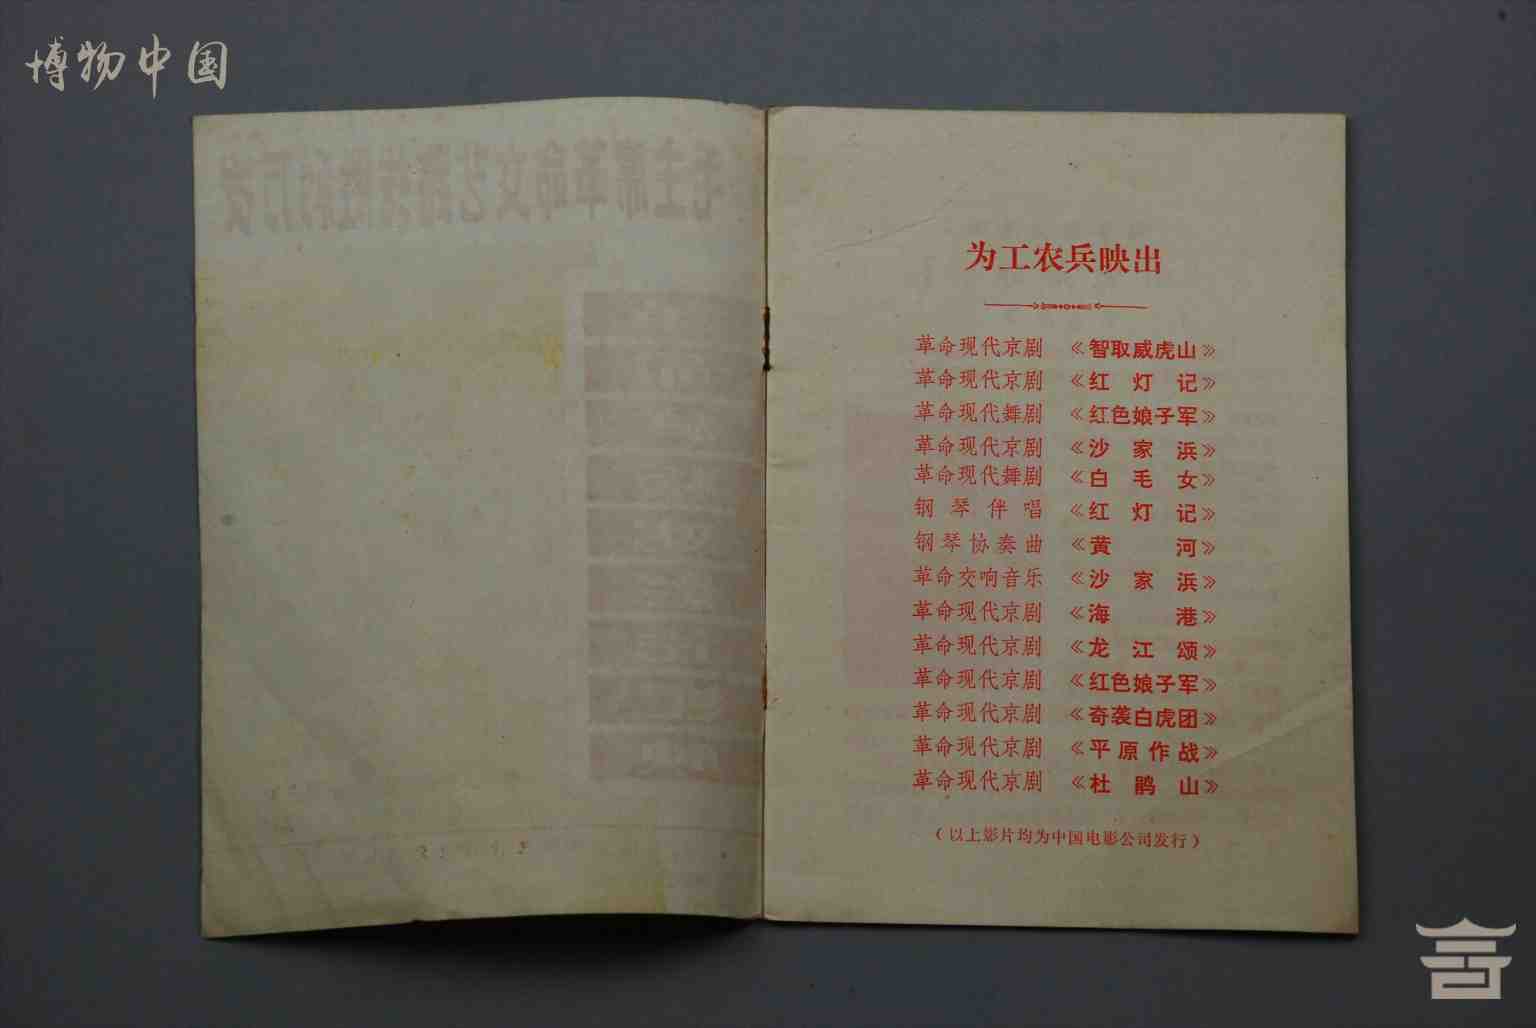 博物中国
为工农兵映出
革命现代京剧 《智取威虎山》
革命现代京剧 《红灯记》
革命现代舞剧 《红色娘子军》
革命现代京剧 《沙家浜》
革命现代舞剧 《白毛女》
钢琴伴唱 《红灯记》
钢琴协奏曲 《黄河》
革命交响音乐 《沙家浜》
革命现代京剧 《海港》
革命现代京剧 《龙江颂》
革命现代京剧 《红色娘子军》
革命现代京剧 《奇袭白虎团》
革命现代京剧 《平原作战》
革命现代京剧 《杜鹃山》
（以上影片均为中国电影公司发行）